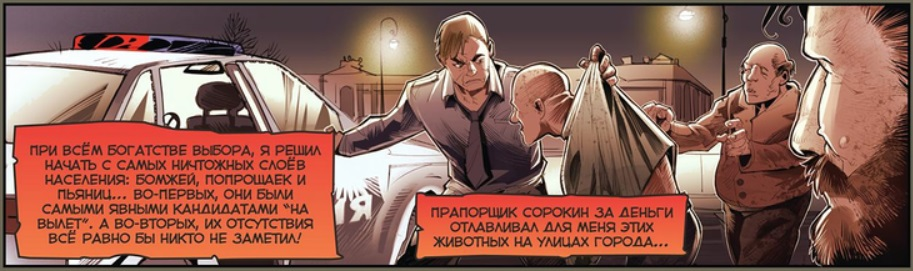 ПРИ ВСЁМ БОГАТСТВЕ ВЫБОРА, Я РЕШИЛ
НАЧАТЬ С САМЫХ НИЧТОЖНЫХ СЛОЁВ
НАСЕЛЕНИЯ: БОМЖЕЙ, ПОПРОШАЕК И
ПЬЯНИЦ... ВО-ПЕРВЫХ, ОНИ БЫЛИ
САМЫМИ ЯВНЫМИ КАНДИДАТАМИ "НА
ВЫЛЕТ". А ВО-ВТОРЫХ, ИХ ОТСУТСТВИЯ
ВСЁ РАВНО БЫ НИКТО НЕ ЗАМЕТИЛ!
ПРАПОРЩИК СОРОКИН ЗА ДЕНЬГИ
ОТЛАВЛИВАЛ ДЛЯ МЕНЯ ЭТИХ
ЖИВОТНЫХ НА УЛИЦАХ ГОРОДА...